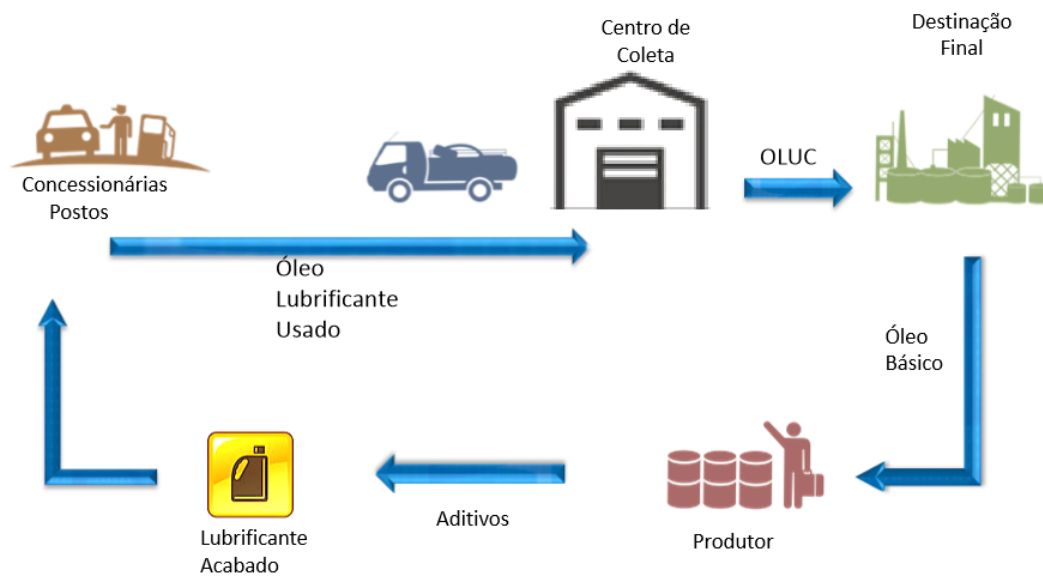 Centro de
Coleta
Destinação
Final
Concessionárias
Postos
OLUC
Óleo
Lubrificante
Usado
Óleo
Básico
Lubrificante
Acabado
Aditivos
Produtor